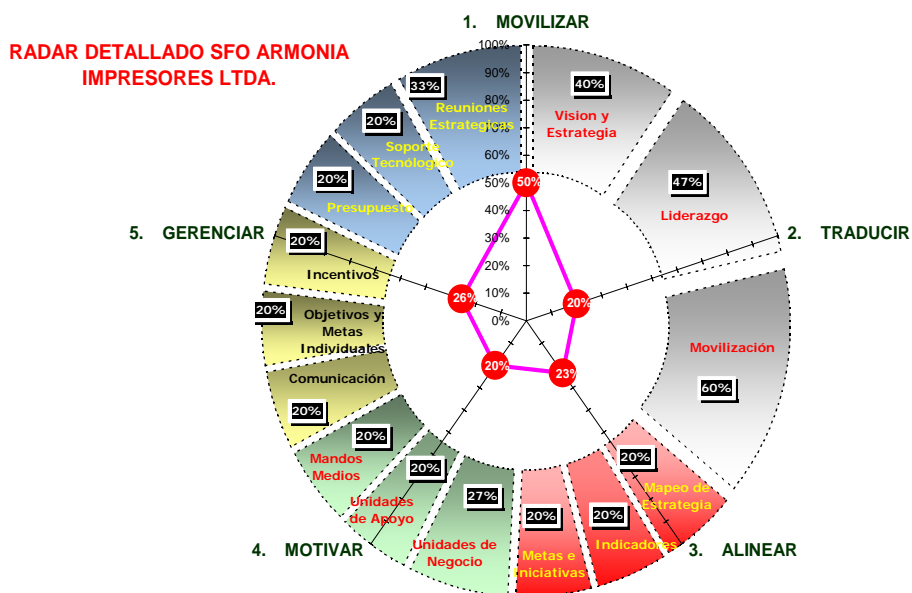 1. MOVILIZAR
RADAR DETALLADO SFO ARMONIA
IMPRESORES LTDA.
100%
90%
80%
70%
60%
50%
40%
30%
20%
10%
0%
33%
Reuniones
Estrategicas
40%
Vision y
Estrategia
20%
Soporte
Tecnólogico
47%
Liderazgo
20%
Presupuesto
50%
5. GERENCIAR
2. TRADUCIR
20%
Incentivos
26%
20%
20%
Objetivos y
Metas
Individuales
Movilización
60%
20%
23%
Comunicación
20%
20%
Mandos
Medios
20%
Unidades
de Apoyo
27%
Unidades de
Negocio
20%
Metas e
Iniciativas
20%
Indicadores
20%
Mapeo de
Estrategia
4. MOTIVAR
3. ALINEAR